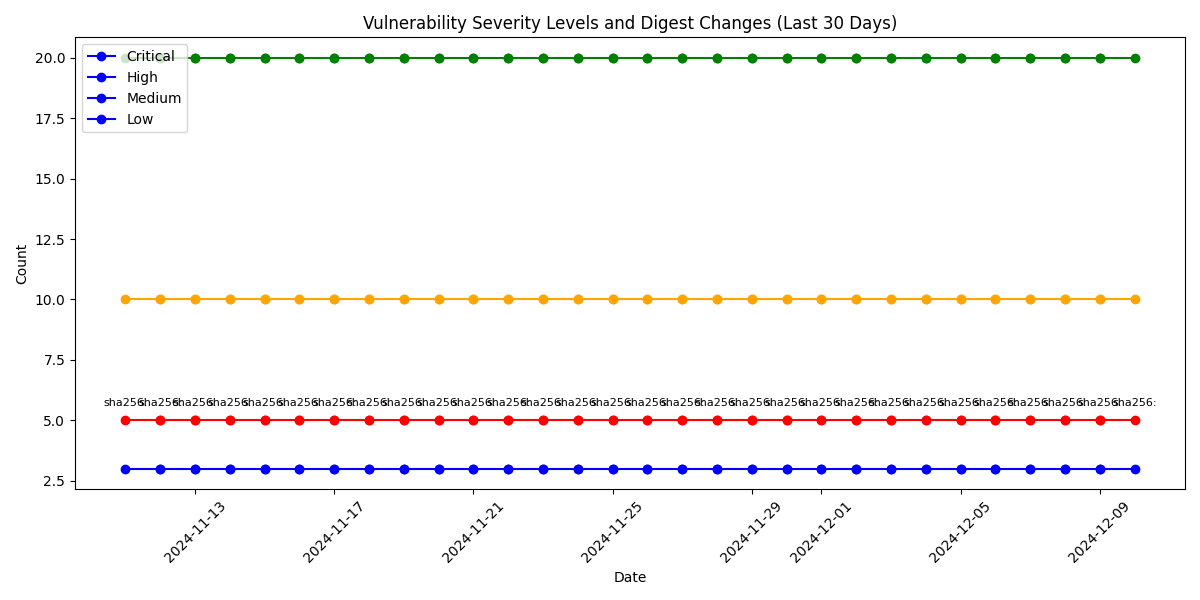 Vulnerability Severity Levels and Digest Changes (Last 30 Days)
20.0
17.5
15.0
12.5
10.0
7.5
5.0
2.5
Count
Critical
High
Medium
Low
sha256: sha256: sha256: sha256: sha256: sha256: sha256: sha256: sha256: sha256: sha256: sha256: sha256: sha256: sha256: sha256: sha256: sha256: sha256: sha256: sha256: sha256: sha256: sha256: sha256: sha256: sha256: sha256: sha256: sha256:
2024-11-13
2024-11-17
2024-11-21
2024-11-25
2024-11-29
2024-12-01
2024-12-05
2024-12-09
Date